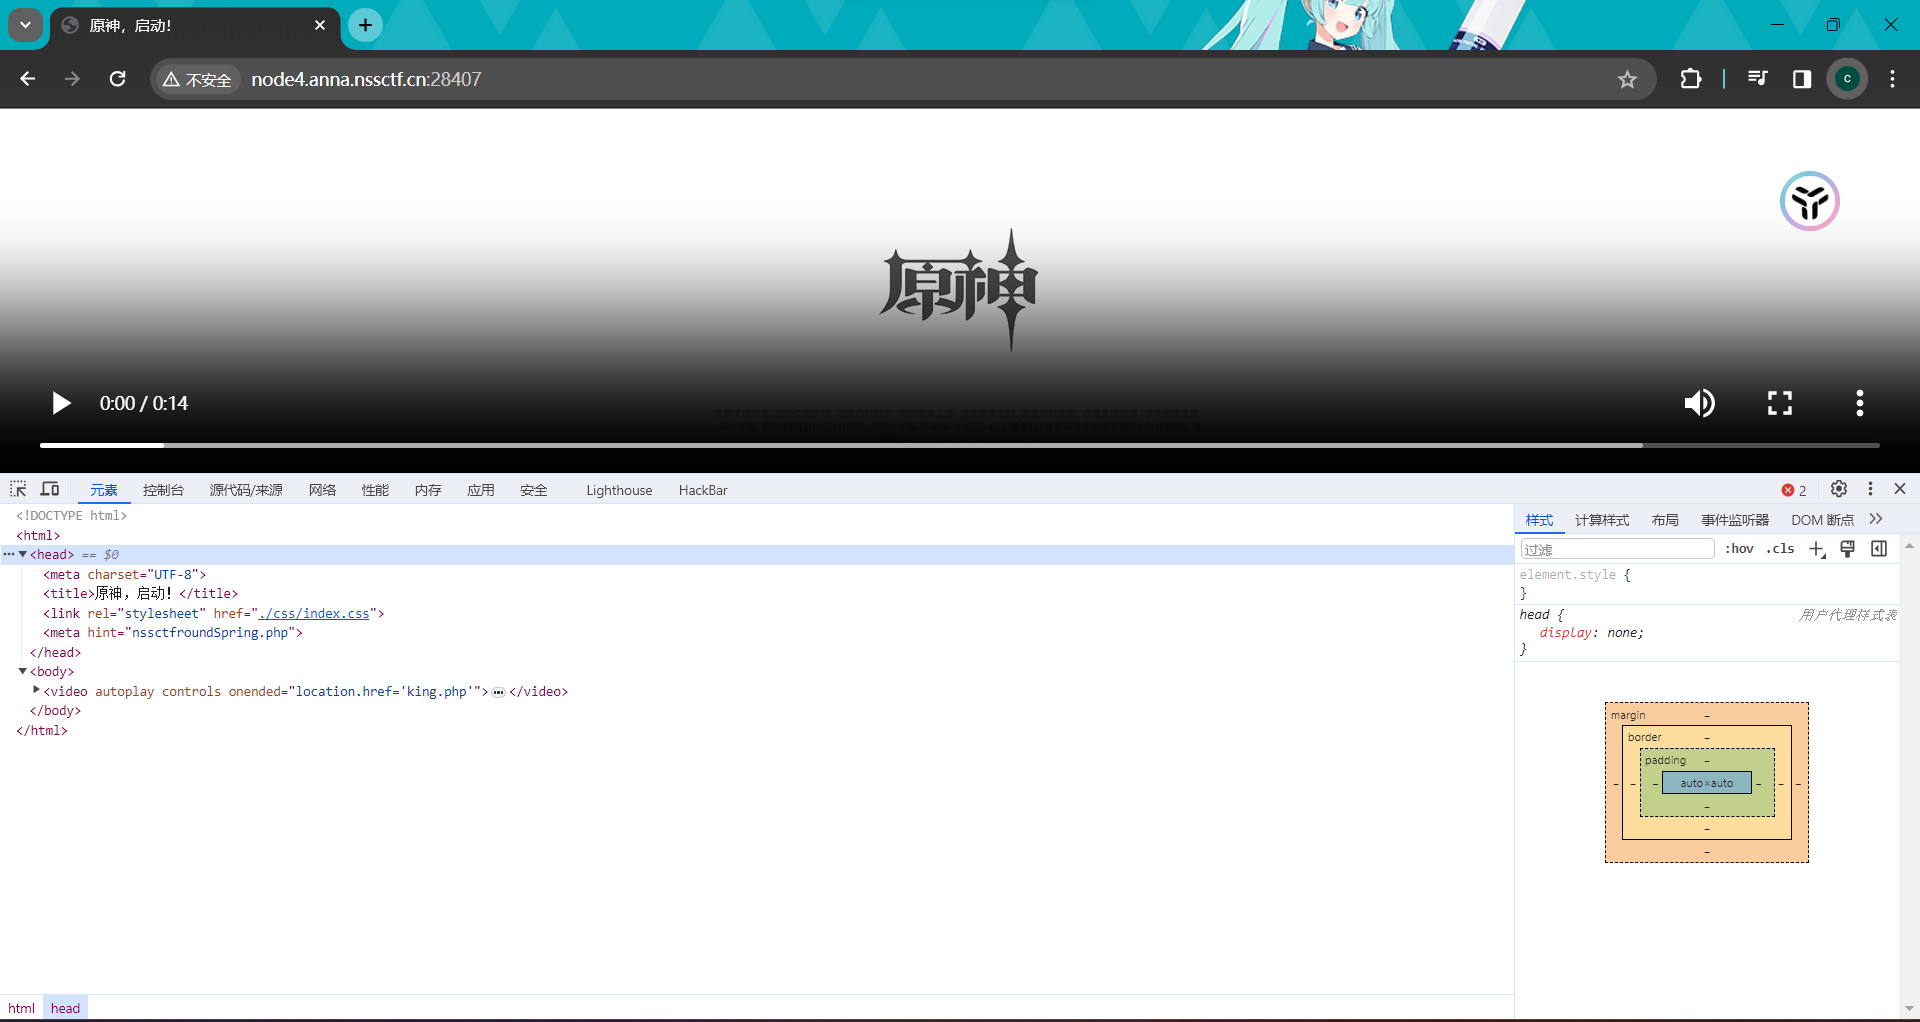 原神，启动！
不安全 node4.anna.nssctf.cn:28407
C
原神
0:00 / 0:14
元素 控制台 源代码/来源 网络 性能 内存 应用 安全 Lighthouse HackBar 2
<!DOCTYPE html>
<html>
<head> == $0
<meta charset="UTF-8">
<title>原神，启动！</title>
<link rel="stylesheet" href="./css/index.css">
<meta hint="nssctfroundSpring.php">
</head>
<body>
<video autoplay controls onended="location.href='king.php'">…</video>
</body>
</html>
html head
样式 计算样式 布局 事件监听器 DOM 断点
过滤 :hov .cls
element.style {
}
head { 用户代理样式表
display: none;
}
margin –
border –
padding –
– – – auto×auto – – –
–
–
–